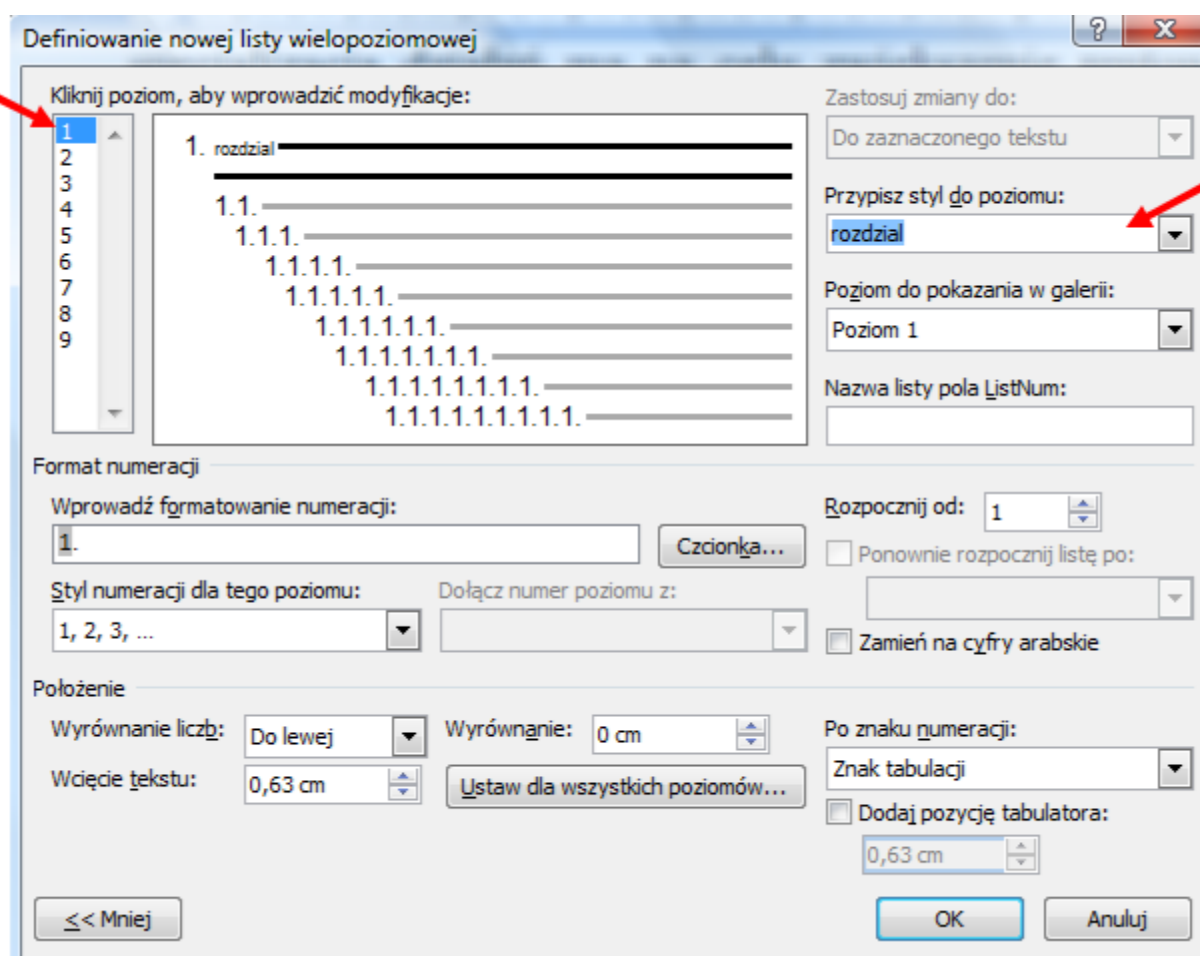 Definiowanie nowej listy wielopoziomowej
Kliknij poziom, aby wprowadzić modyfikacje:
1
2
3
4
5
6
7
8
9
1. rozdzial
1.1.
1.1.1.
1.1.1.1.
1.1.1.1.1.
1.1.1.1.1.1.
1.1.1.1.1.1.1.
1.1.1.1.1.1.1.1.
1.1.1.1.1.1.1.1.1.
Zastosuj zmiany do:
Do zaznaczonego tekstu
Przypisz styl do poziomu:
rozdzial
Poziom do pokazania w galerii:
Poziom 1
Nazwa listy pola ListNum:
Format numeracji
Wprowadź formatowanie numeracji:
1.
Czcionka...
Rozpocznij od: 1
Ponownie rozpocznij listę po:
Styl numeracji dla tego poziomu:
1, 2, 3, ...
Dołącz numer poziomu z:
Zamień na cyfry arabskie
Położenie
Wyrównanie liczb: Do lewej
Wyrównanie: 0 cm
Wcięcie tekstu: 0,63 cm
Ustaw dla wszystkich poziomów...
Po znaku numeracji:
Znak tabulacji
Dodaj pozycję tabulatora:
0,63 cm
<< Mniej
OK
Anuluj